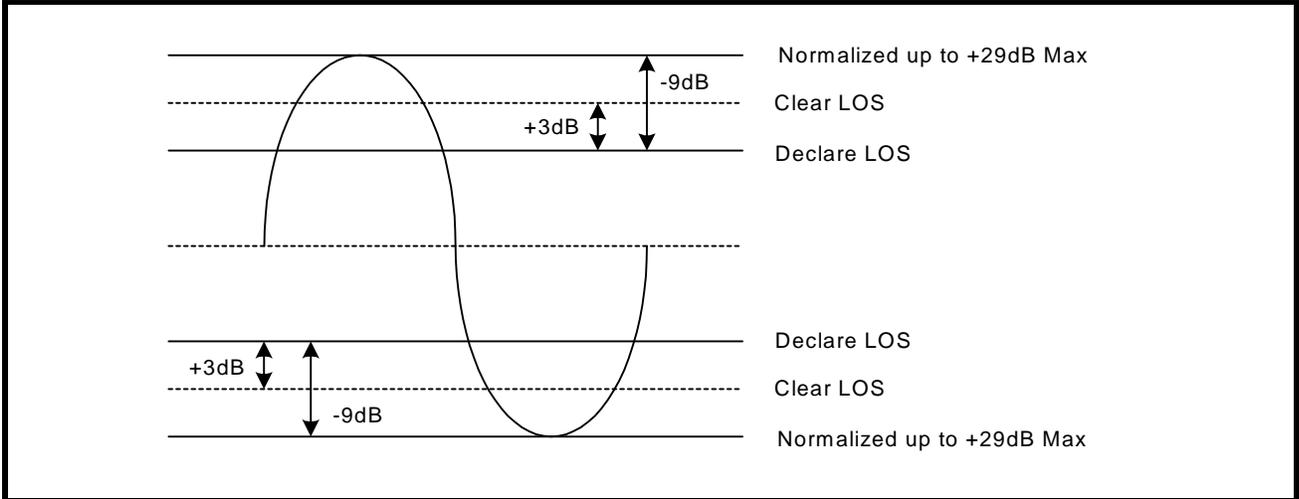 Normalized up to +29dB Max
-9dB
Clear LOS
+3dB
Declare LOS
Declare LOS
+3dB
Clear LOS
-9dB
Normalized up to +29dB Max